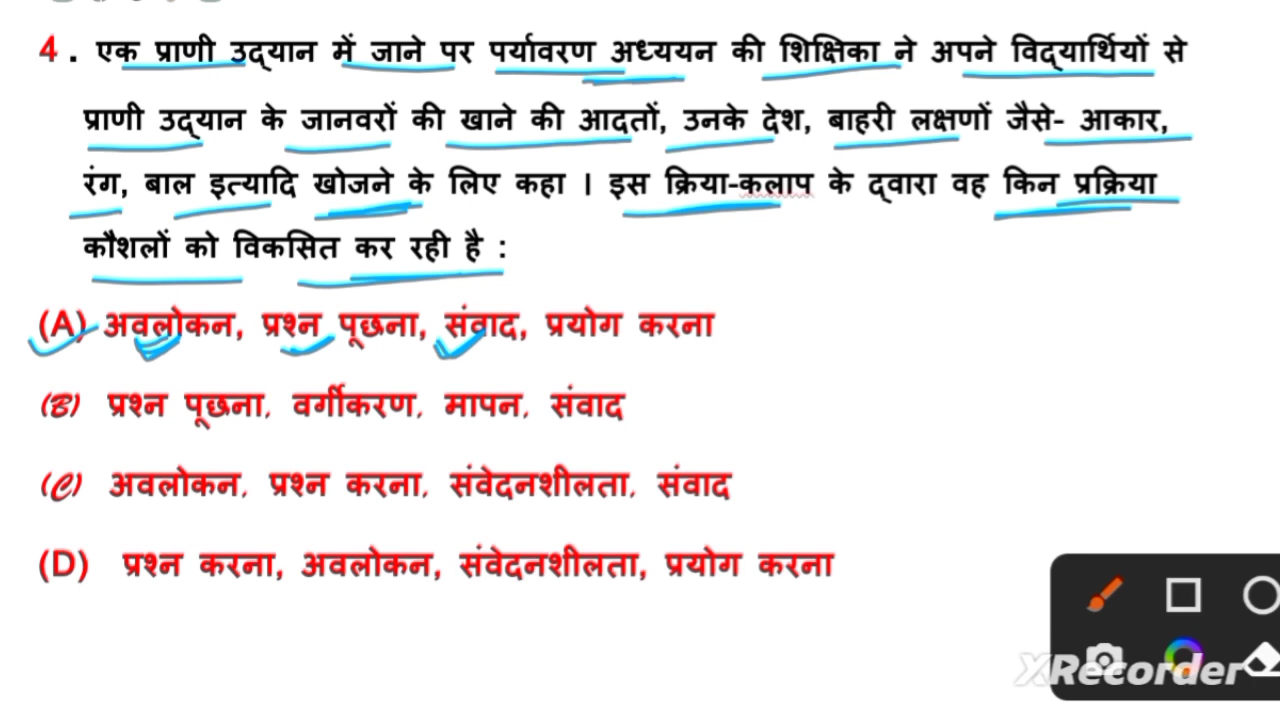 4 . एक प्राणी उद्यान में जाने पर पर्यावरण अध्ययन की शिक्षिका ने अपने विद्यार्थियों से
प्राणी उद्यान के जानवरों की खाने की आदतों, उनके देश, बाहरी लक्षणों जैसे- आकार,
रंग, बाल इत्यादि खोजने के लिए कहा । इस क्रिया-कलाप के द्वारा वह किन प्रक्रिया
कौशलों को विकसित कर रही है :
(A) अवलोकन, प्रश्न पूछना, संवाद, प्रयोग करना
(B) प्रश्न पूछना, वर्गीकरण, मापन, संवाद
(C) अवलोकन, प्रश्न करना, संवेदनशीलता, संवाद
(D) प्रश्न करना, अवलोकन, संवेदनशीलता, प्रयोग करना
XRecorder